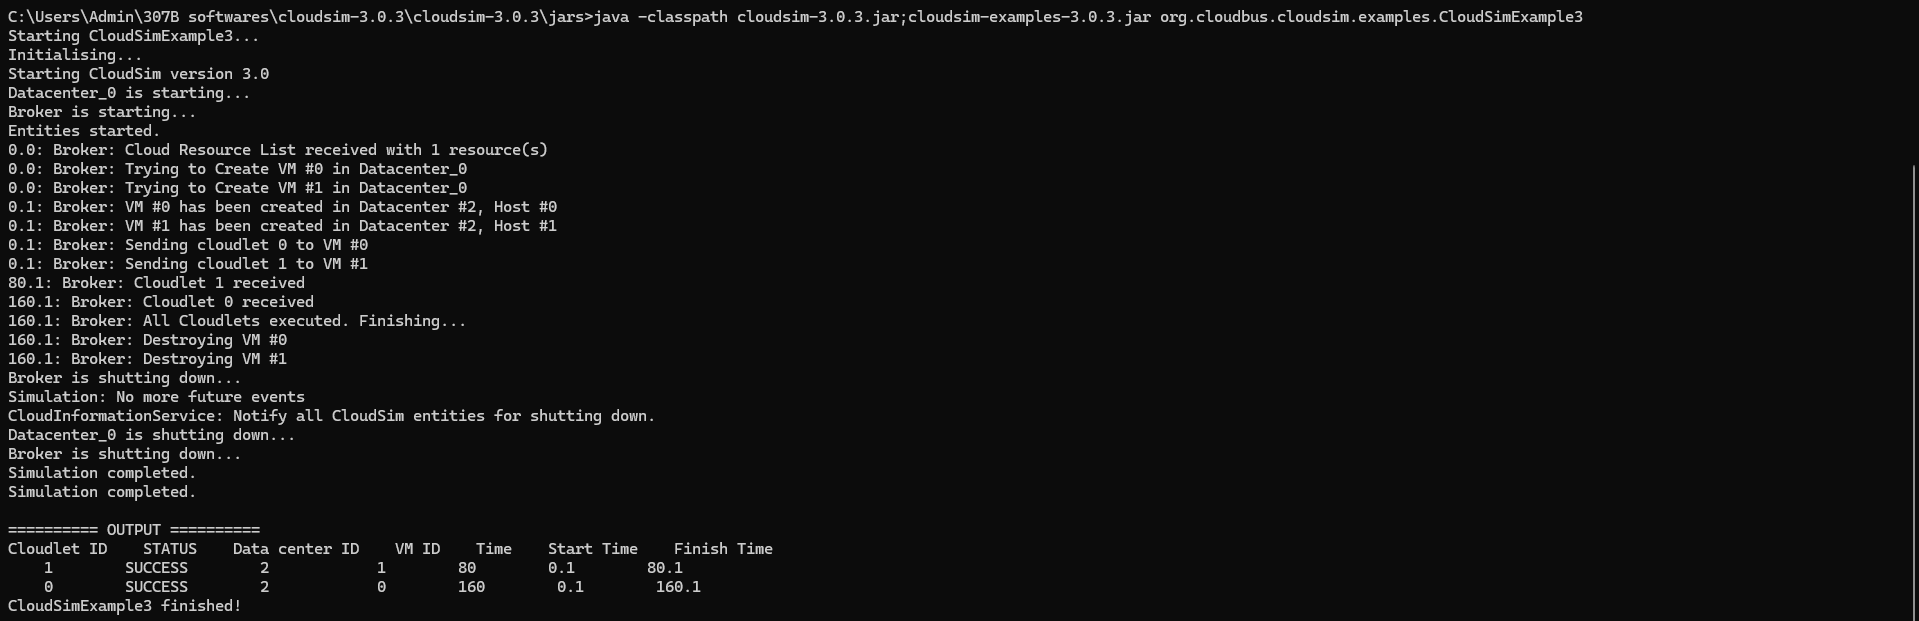 C:\Users\Admin\307B softwares\cloudsim-3.0.3\cloudsim-3.0.3\jars>java -classpath cloudsim-3.0.3.jar;cloudsim-examples-3.0.3.jar org.cloudbus.cloudsim.examples.CloudSimExample3
Starting CloudSimExample3...
Initialising...
Starting CloudSim version 3.0
Datacenter_0 is starting...
Broker is starting...
Entities started.
0.0: Broker: Cloud Resource List received with 1 resource(s)
0.0: Broker: Trying to Create VM #0 in Datacenter_0
0.0: Broker: Trying to Create VM #1 in Datacenter_0
0.1: Broker: VM #0 has been created in Datacenter #2, Host #0
0.1: Broker: VM #1 has been created in Datacenter #2, Host #1
0.1: Broker: Sending cloudlet 0 to VM #0
0.1: Broker: Sending cloudlet 1 to VM #1
80.1: Broker: Cloudlet 1 received
160.1: Broker: Cloudlet 0 received
160.1: Broker: All Cloudlets executed. Finishing...
160.1: Broker: Destroying VM #0
160.1: Broker: Destroying VM #1
Broker is shutting down...
Simulation: No more future events
CloudInformationService: Notify all CloudSim entities for shutting down.
Datacenter_0 is shutting down...
Broker is shutting down...
Simulation completed.
Simulation completed.

========== OUTPUT ==========
Cloudlet ID    STATUS    Data center ID    VM ID    Time    Start Time    Finish Time
    1        SUCCESS        2            1        80        0.1        80.1
    0        SUCCESS        2            0        160        0.1        160.1
CloudSimExample3 finished!